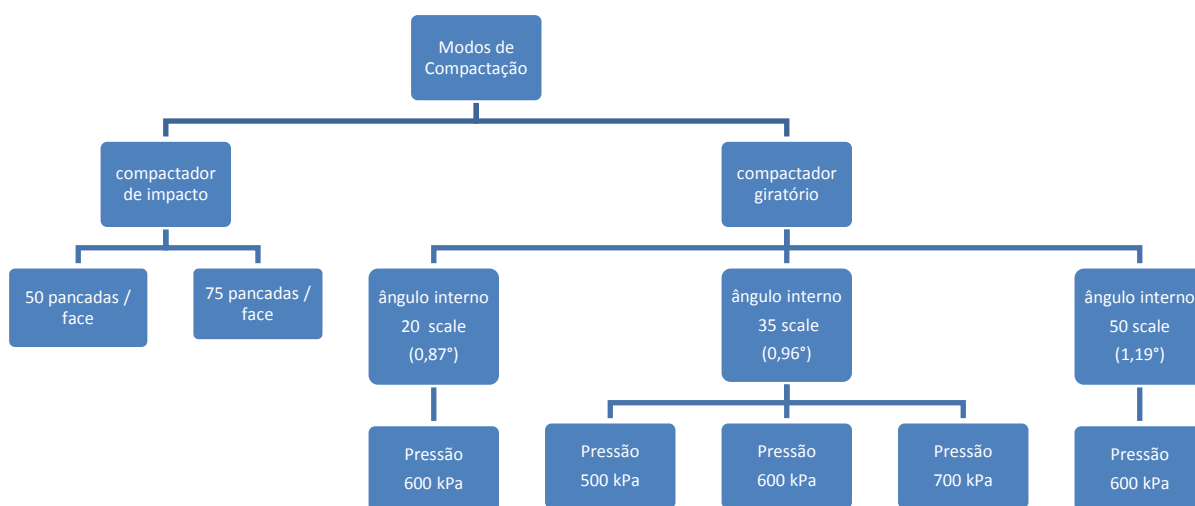 Modos de
Compactação
compactador
de impacto
compactador
giratório
50 pancadas /
face
75 pancadas /
face
ângulo interno
20 scale
(0,87°)
ângulo interno
35 scale
(0,96°)
ângulo interno
50 scale
(1,19°)
Pressão
600 kPa
Pressão
500 kPa
Pressão
600 kPa
Pressão
700 kPa
Pressão
600 kPa